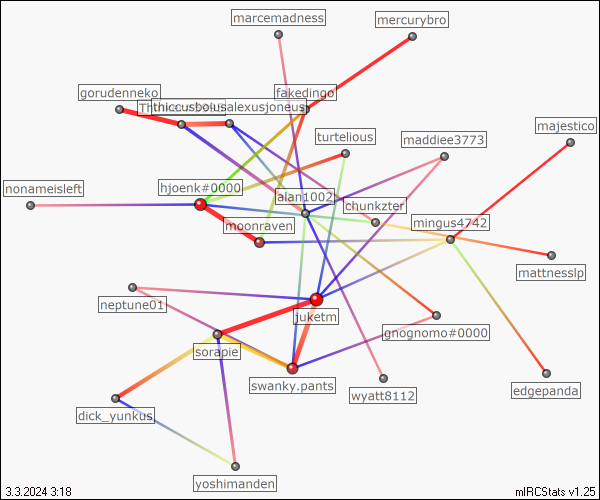 marcemadness
mercurybro
gorudenneko
thiccusbolusalexusjoneus
fakedingo
majestico
turtelious
maddiee3773
nonameisleft
hjoenk#0000
alan1002
chunkzter
moonraven
mingus4742
mattnesslp
neptune01
juketm
gnognomo#0000
sorapie
swanky.pants
wyatt8112
edgepanda
dick_yunkus
yoshimanden
3.3.2024 3:18
mIRCStats v1.25